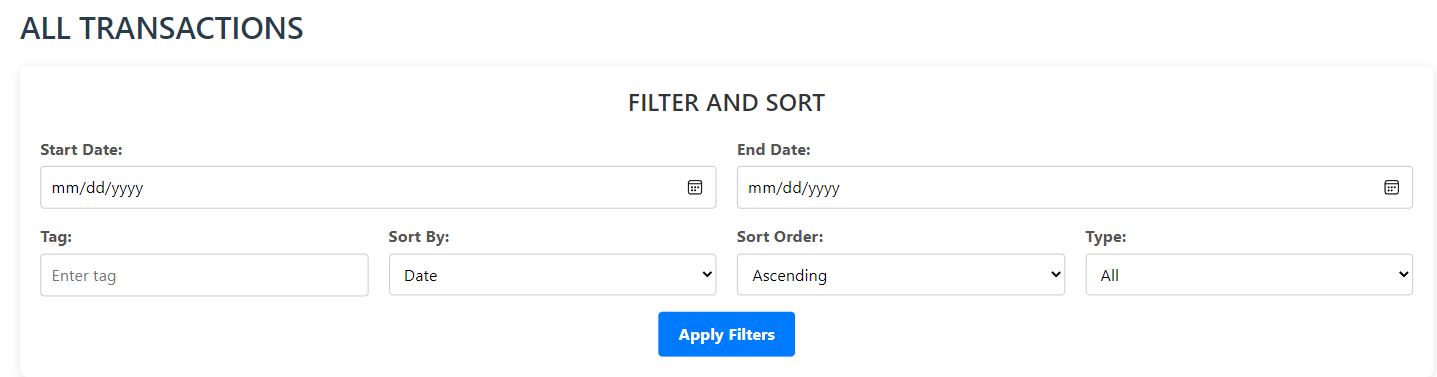 ALL TRANSACTIONS
FILTER AND SORT
Start Date: End Date:
mm/dd/yyyy mm/dd/yyyy
Tag: Sort By: Sort Order: Type:
Enter tag Date Ascending All
Apply Filters